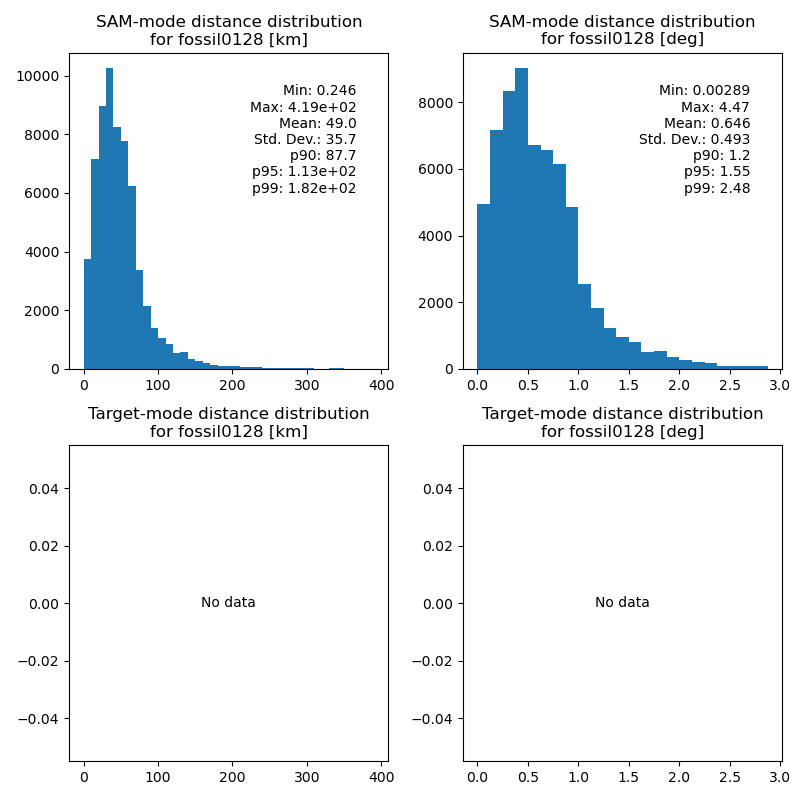 SAM-mode distance distribution
for fossil0128 [km]
10000
8000
6000
4000
2000
0
Min: 0.246
Max: 4.19e+02
Mean: 49.0
Std. Dev.: 35.7
p90: 87.7
p95: 1.13e+02
p99: 1.82e+02
0 100 200 300 400
SAM-mode distance distribution
for fossil0128 [deg]
8000
6000
4000
2000
0
Min: 0.00289
Max: 4.47
Mean: 0.646
Std. Dev.: 0.493
p90: 1.2
p95: 1.55
p99: 2.48
0.0 0.5 1.0 1.5 2.0 2.5 3.0
Target-mode distance distribution
for fossil0128 [km]
0.04
0.02
0.00
−0.02
−0.04
No data
0 100 200 300 400
Target-mode distance distribution
for fossil0128 [deg]
0.04
0.02
0.00
−0.02
−0.04
No data
0.0 0.5 1.0 1.5 2.0 2.5 3.0